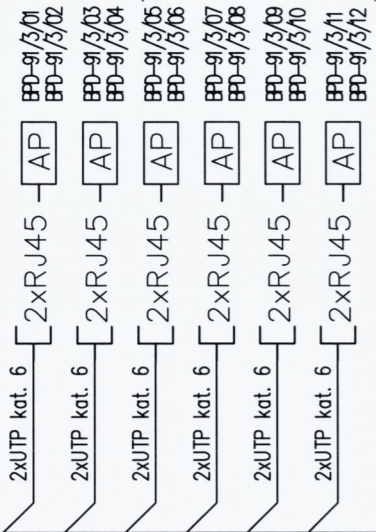 BPD-91/3/01
BPD-91/3/02
AP
2xRJ45
2xUTP kat. 6
BPD-91/3/03
BPD-91/3/04
AP
2xRJ45
2xUTP kat. 6
BPD-91/3/05
BPD-91/3/06
AP
2xRJ45
2xUTP kat. 6
BPD-91/3/07
BPD-91/3/08
AP
2xRJ45
2xUTP kat. 6
BPD-91/3/09
BPD-91/3/10
AP
2xRJ45
2xUTP kat. 6
BPD-91/3/11
BPD-91/3/12
AP
2xRJ45
2xUTP kat. 6